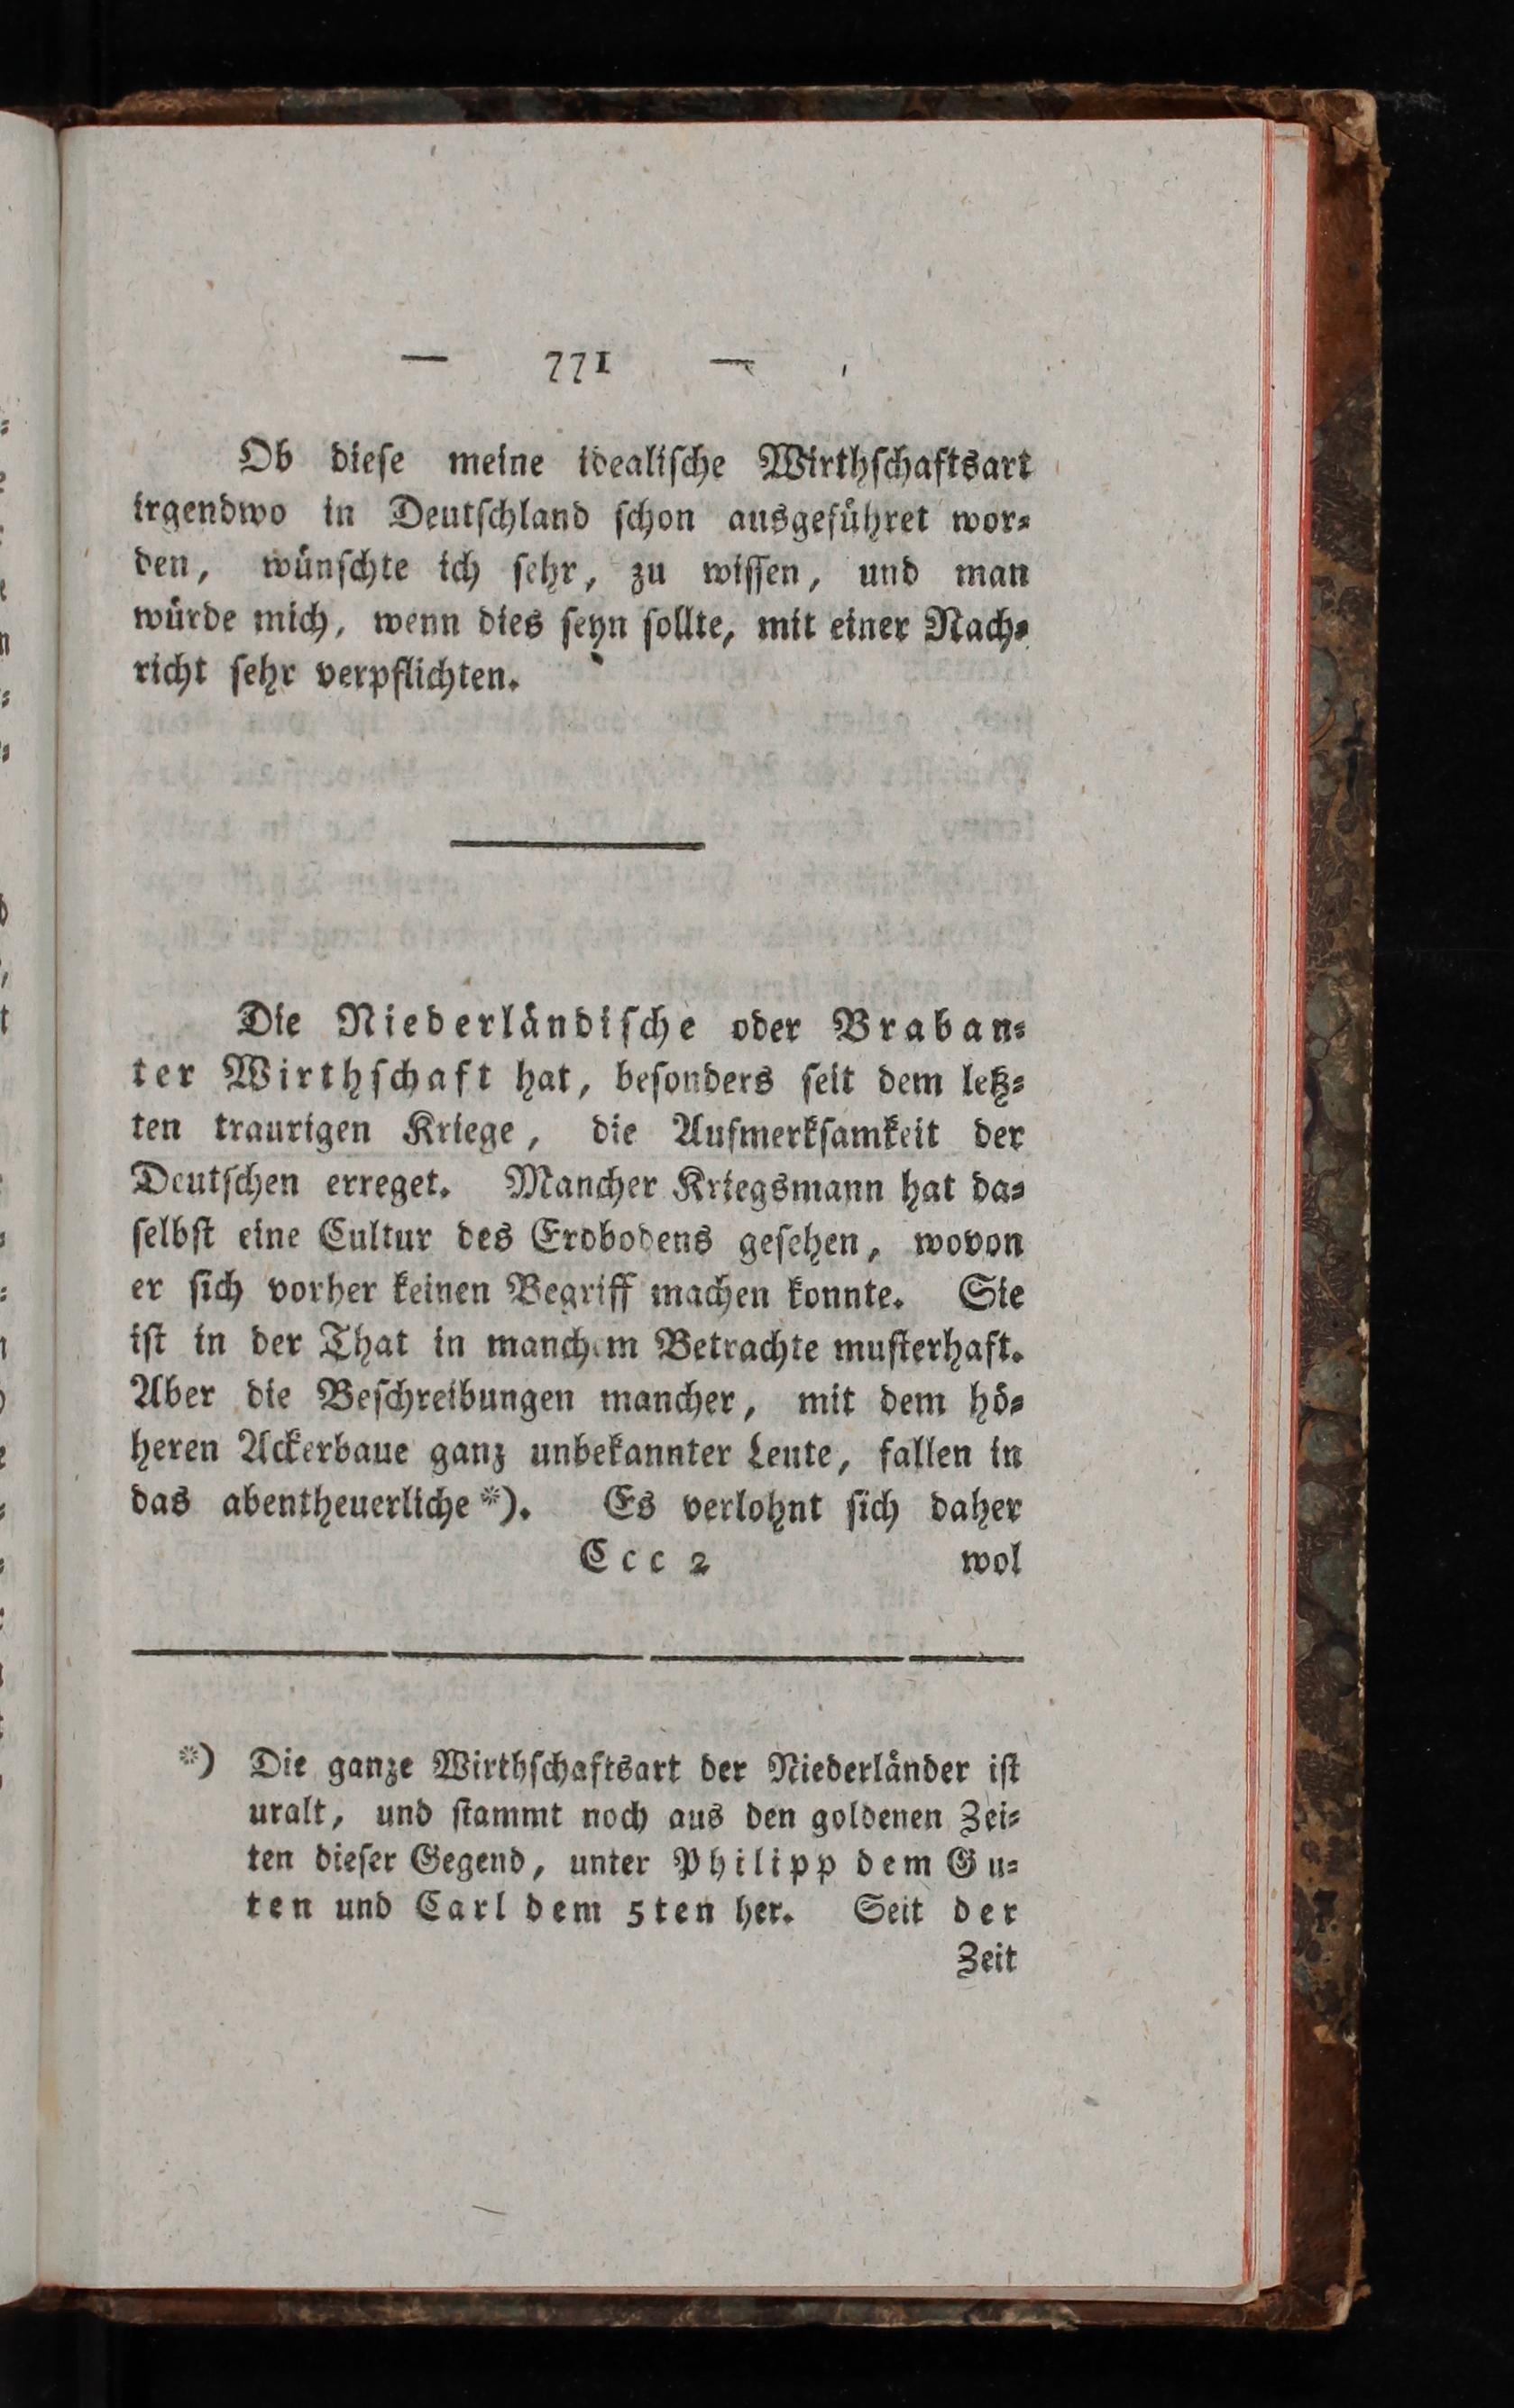 — 771 —
Ob dieſe meine idealiſche Wirthſchaftsart
irgendwo in Deutſchland ſchon ausgeführet wor⸗
den, wünſchte ich ſehr, zu wiſſen, und man
würde mich, wenn dies ſeyn ſollte, mit einer Nach⸗
richt ſehr verpflichten.
Die Niederländiſche oder Braban⸗
ter Wirthſchaft hat, beſonders ſeit dem letz⸗
ten traurigen Kriege, die Aufmerkſamkeit der
Deutſchen erreget. Mancher Kriegsmann hat da⸗
ſelbſt eine Cultur des Erdbodens geſehen, wovon
er ſich vorher keinen Begriff machen konnte. Sie
iſt in der That in manchem Betrachte muſterhaft.
Aber die Beſchreibungen mancher, mit dem hö⸗
heren Ackerbaue ganz unbekannter Leute, fallen in
das abentheuerliche *). Es verlohnt ſich daher
Ccc 2 wol
*) Die ganze Wirthſchaftsart der Niederländer iſt
uralt, und ſtammt noch aus den goldenen Zei⸗
ten dieſer Gegend, unter Philipp dem Gu⸗
ten und Carl dem 5ten her. Seit der
Zeit